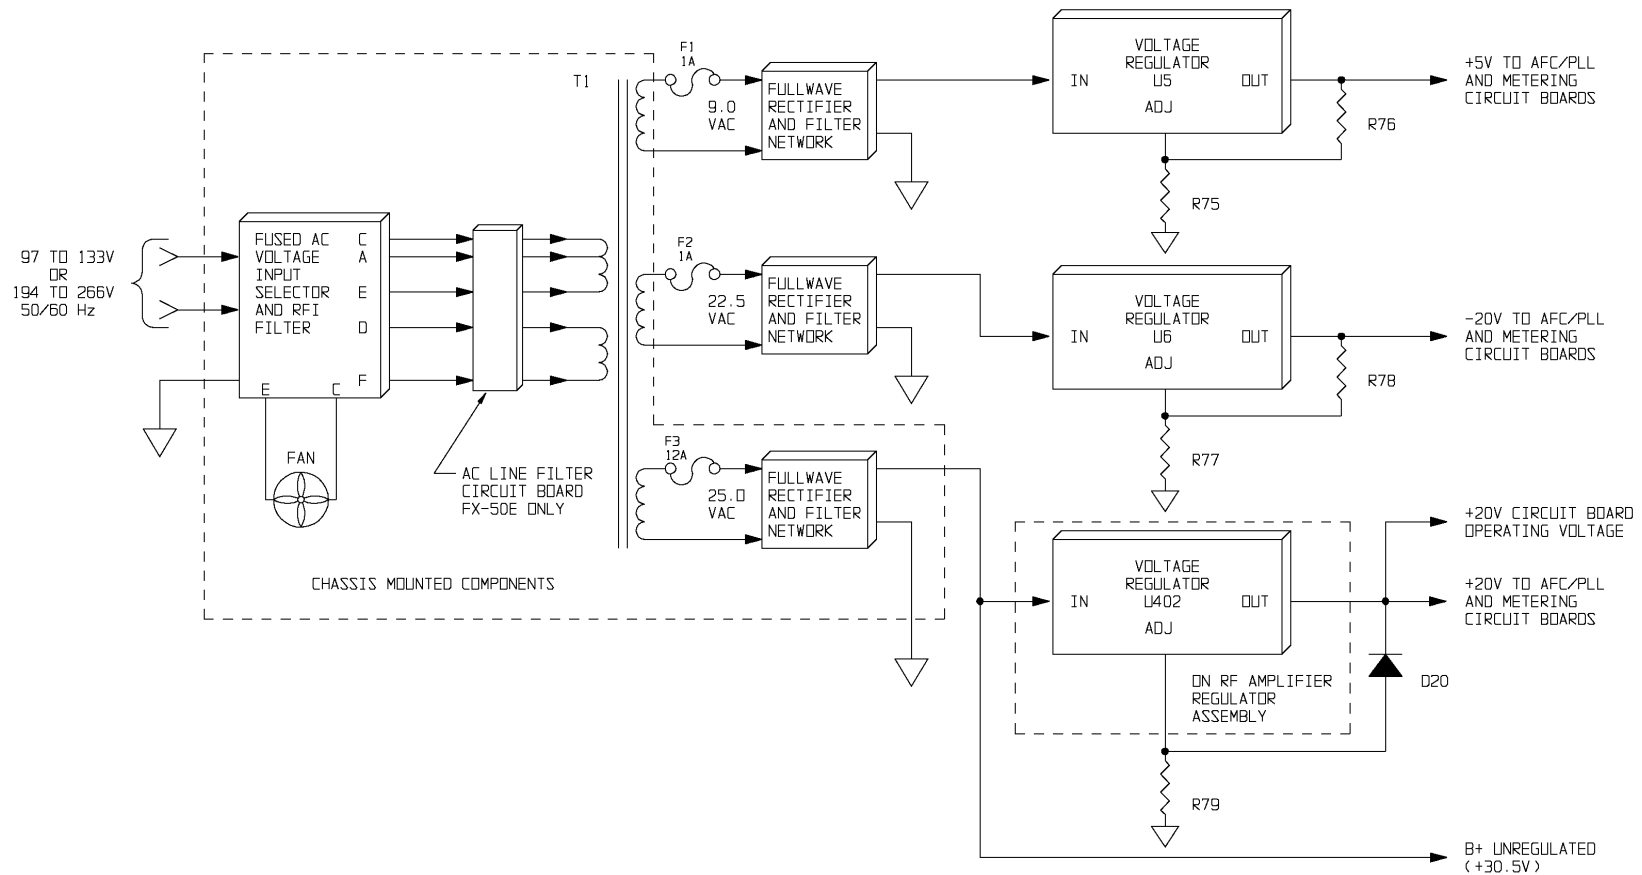 97 TO 133V
OR
194 TO 266V
50/60 Hz
FUSED AC
VOLTAGE
INPUT
SELECTOR
AND RFI
FILTER
C
A
E
D
F
E
C
FAN
AC LINE FILTER
CIRCUIT BOARD
FX-50E ONLY
CHASSIS MOUNTED COMPONENTS
T1
F1
1A
9.0
VAC
FULLWAVE
RECTIFIER
AND FILTER
NETWORK
VOLTAGE
REGULATOR
U5
IN
OUT
ADJ
R76
R75
+5V TO AFC/PLL
AND METERING
CIRCUIT BOARDS
F2
1A
22.5
VAC
FULLWAVE
RECTIFIER
AND FILTER
NETWORK
VOLTAGE
REGULATOR
U6
IN
OUT
ADJ
R78
R77
-20V TO AFC/PLL
AND METERING
CIRCUIT BOARDS
F3
12A
25.0
VAC
FULLWAVE
RECTIFIER
AND FILTER
NETWORK
VOLTAGE
REGULATOR
U402
IN
OUT
ADJ
ON RF AMPLIFIER
REGULATOR
ASSEMBLY
D20
R79
+20V CIRCUIT BOARD
OPERATING VOLTAGE
+20V TO AFC/PLL
AND METERING
CIRCUIT BOARDS
B+ UNREGULATED
(+30.5V)